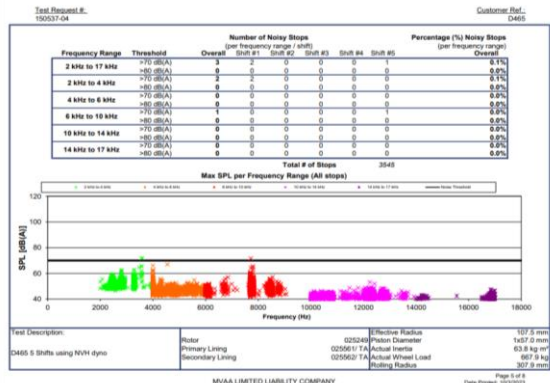 Test Request #:
150537-04
Customer Ref.:
D465
Number of Noisy Stops
(per frequency range / shift)
Percentage (%) Noisy Stops
(per frequency range)
Frequency Range Threshold Overall Shift #1 Shift #2 Shift #3 Shift #4 Shift #5 Overall
2 kHz to 17 kHz >70 dB(A) 3 2 0 0 0 1 0.1%
>80 dB(A) 0 0 0 0 0 0 0.0%
2 kHz to 4 kHz >70 dB(A) 2 2 0 0 0 0 0.1%
>80 dB(A) 0 0 0 0 0 0 0.0%
4 kHz to 6 kHz >70 dB(A) 0 0 0 0 0 0 0.0%
>80 dB(A) 0 0 0 0 0 0 0.0%
6 kHz to 10 kHz >70 dB(A) 1 0 0 0 0 1 0.0%
>80 dB(A) 0 0 0 0 0 0 0.0%
10 kHz to 14 kHz >70 dB(A) 0 0 0 0 0 0 0.0%
>80 dB(A) 0 0 0 0 0 0 0.0%
14 kHz to 17 kHz >70 dB(A) 0 0 0 0 0 0 0.0%
>80 dB(A) 0 0 0 0 0 0 0.0%
Total # of Stops
Max SPL per Frequency Range (All stops)
Noise Threshold
SPL [dB(A)]
120
100
80
60
40
0 2000 4000 6000 8000 10000 12000 14000 16000 18000
Frequency (Hz)
Test Description:
D465 5 Shifts using NVH dyno
Rotor 025249
Primary Lining 025561/ TA
Secondary Lining 025562/ TA
Effective Radius 107.5 mm
Piston Diameter 1x57.0 mm
Actual Inertia 63.8 kg·m²
Actual Wheel Load 667.9 kg
Rolling Radius 307.9 mm
MVAA LIMITED LIABILITY COMPANY
Page 5 of 8
Date Printed: